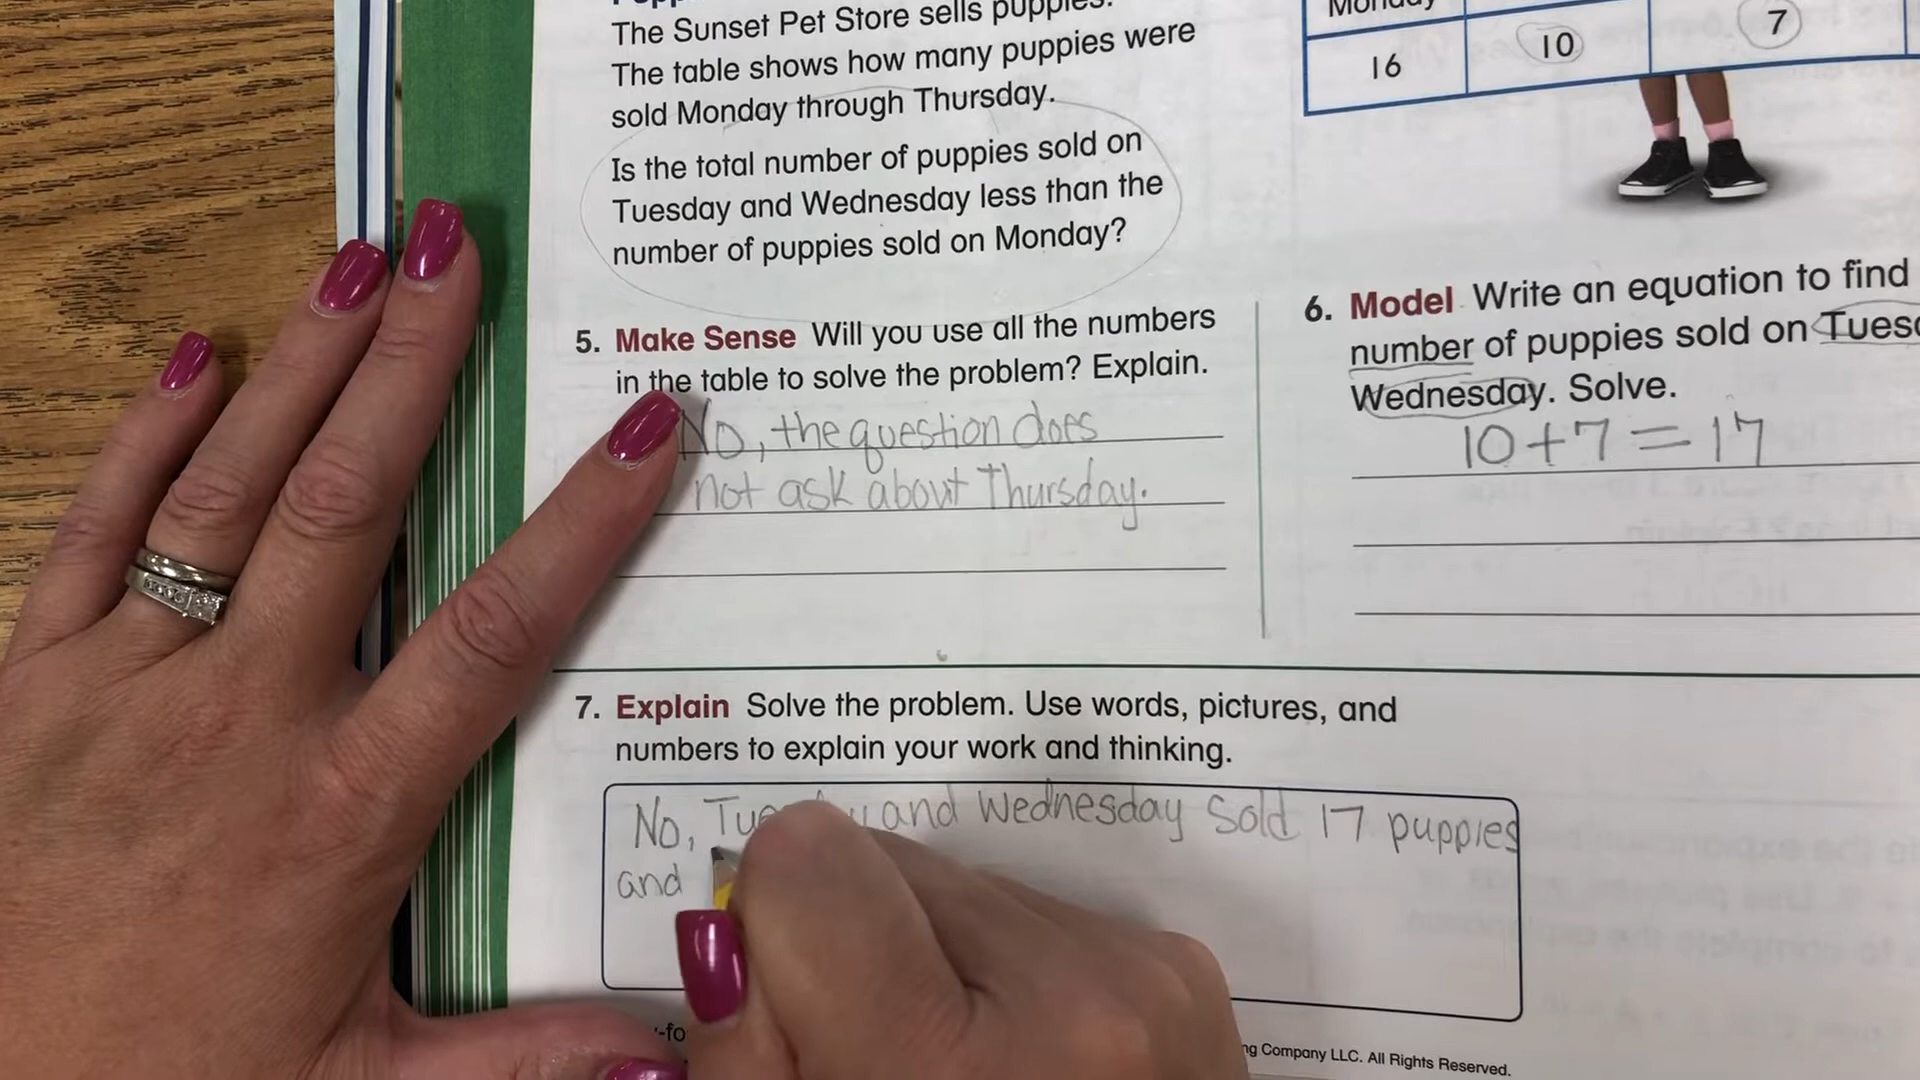 The Sunset Pet Store sells puppies.
The table shows how many puppies were
sold Monday through Thursday.
Is the total number of puppies sold on
Tuesday and Wednesday less than the
number of puppies sold on Monday?
Monday
16 10 7
5. Make Sense Will you use all the numbers
in the table to solve the problem? Explain.
No, the question does
not ask about Thursday.
6. Model Write an equation to find
number of puppies sold on Tues
Wednesday. Solve.
10+7=17
7. Explain Solve the problem. Use words, pictures, and
numbers to explain your work and thinking.
No, Tuesday and Wednesday Sold 17 puppies
and
-fo
ng Company LLC. All Rights Reserved.